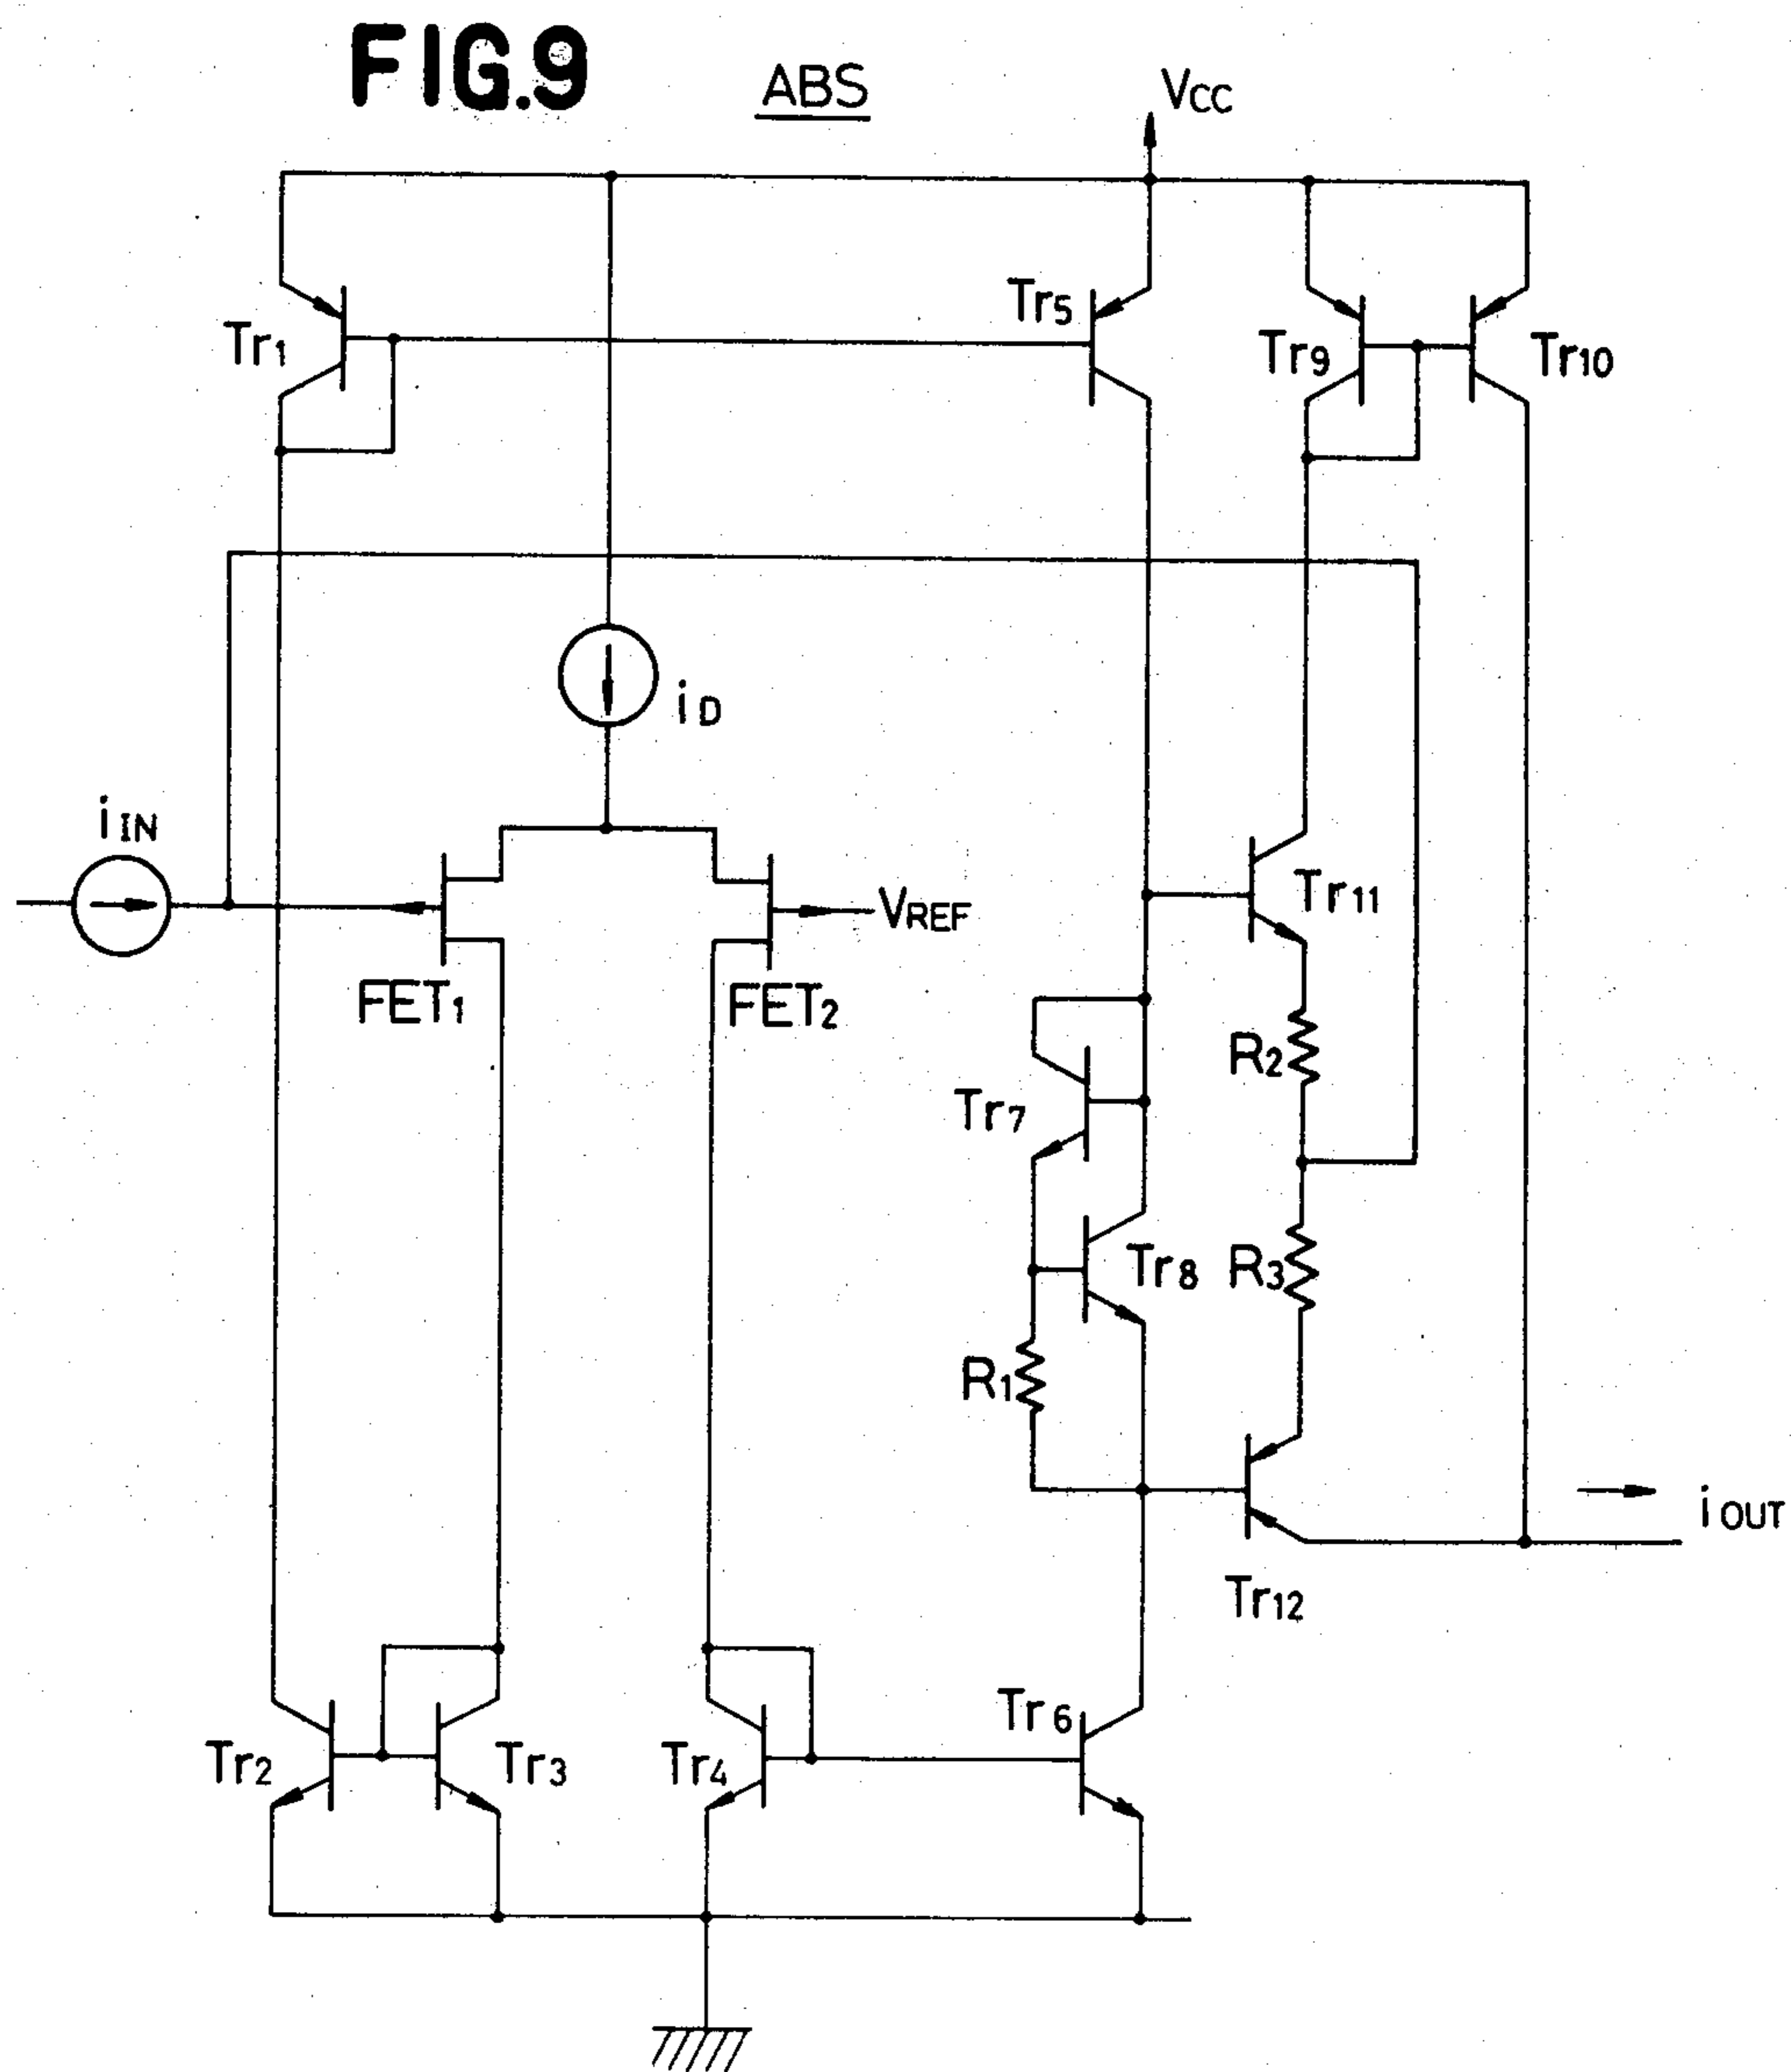 FIG.9
ABS
VCC
Tr1
Tr5
Tr9
Tr10
iD
iIN
VREF
Tr11
FET1
FET2
R2
Tr7
Tr8
R3
R1
iOUT
Tr12
Tr6
Tr2
Tr3
Tr4